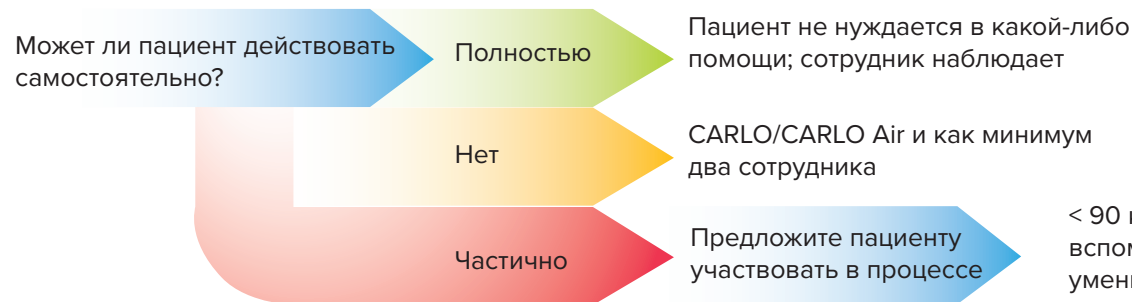 Может ли пациент действовать
самостоятельно?
Полностью
Пациент не нуждается в какой-либо
помощи; сотрудник наблюдает
Нет
CARLO/CARLO Air и как минимум
два сотрудника
Частично
Предложите пациенту
участвовать в процессе
< 90